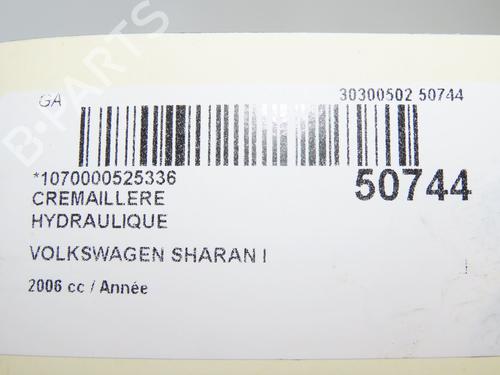 GA
30300502 50744
*1070000525336
50744
CREMAILLERE
HYDRAULIQUE
VOLKSWAGEN SHARAN I
2006 cc / Année
B-PARTS